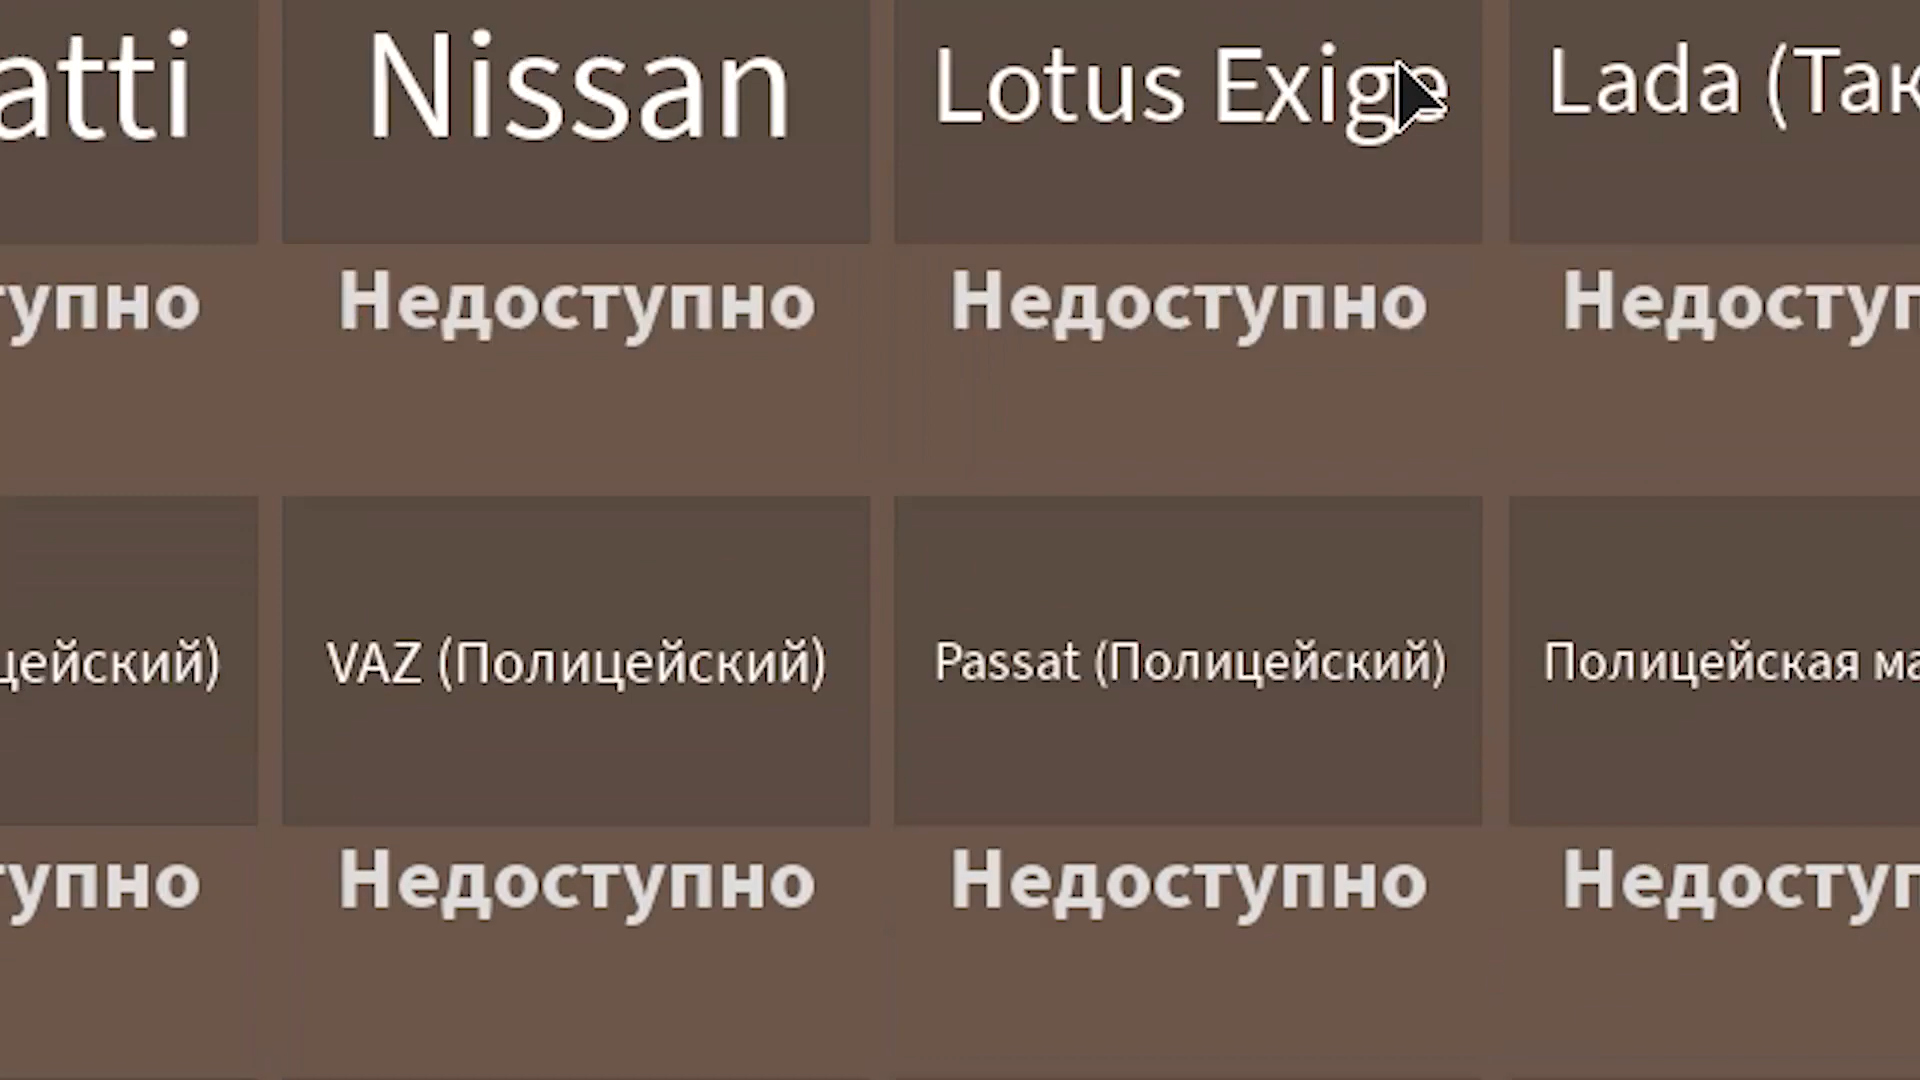 atti Nissan Lotus Exige Lada (Так
тупно Недоступно Недоступно Недоступ
цейский) VAZ (Полицейский) Passat (Полицейский) Полицейская ма
тупно Недоступно Недоступно Недоступ